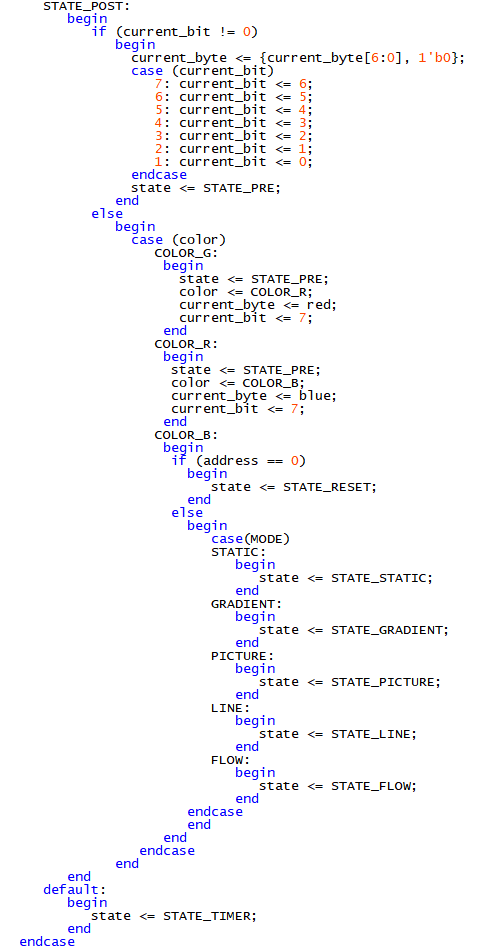 STATE_POST:
begin
if (current_bit != 0)
begin
current_byte <= {current_byte[6:0], 1'b0};
case (current_bit)
7: current_bit <= 6;
6: current_bit <= 5;
5: current_bit <= 4;
4: current_bit <= 3;
3: current_bit <= 2;
2: current_bit <= 1;
1: current_bit <= 0;
endcase
state <= STATE_PRE;
end
else
begin
case (color)
COLOR_G:
begin
state <= STATE_PRE;
color <= COLOR_R;
current_byte <= red;
current_bit <= 7;
end
COLOR_R:
begin
state <= STATE_PRE;
color <= COLOR_B;
current_byte <= blue;
current_bit <= 7;
end
COLOR_B:
begin
if (address == 0)
begin
state <= STATE_RESET;
end
else
begin
case(MODE)
STATIC:
begin
state <= STATE_STATIC;
end
GRADIENT:
begin
state <= STATE_GRADIENT;
end
PICTURE:
begin
state <= STATE_PICTURE;
end
LINE:
begin
state <= STATE_LINE;
end
FLOW:
begin
state <= STATE_FLOW;
end
endcase
end
end
endcase
end
end
default:
begin
state <= STATE_TIMER;
end
endcase